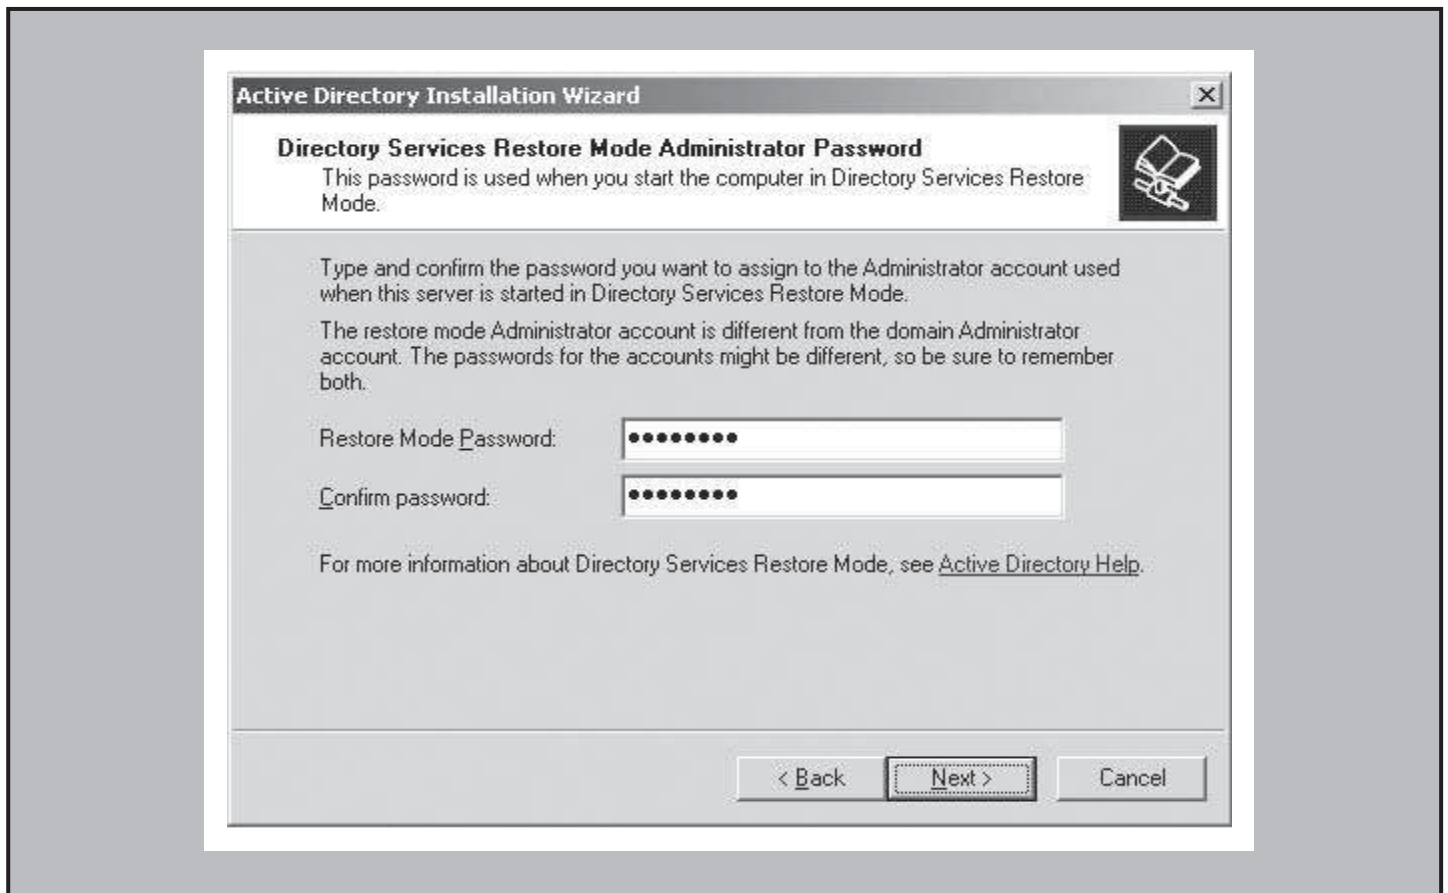 Active Directory Installation Wizard
Directory Services Restore Mode Administrator Password
This password is used when you start the computer in Directory Services Restore
Mode.
Type and confirm the password you want to assign to the Administrator account used
when this server is started in Directory Services Restore Mode.
The restore mode Administrator account is different from the domain Administrator
account. The passwords for the accounts might be different, so be sure to remember
both.
Restore Mode Password: ••••••••
Confirm password: ••••••••
For more information about Directory Services Restore Mode, see Active Directory Help.
< Back Next > Cancel